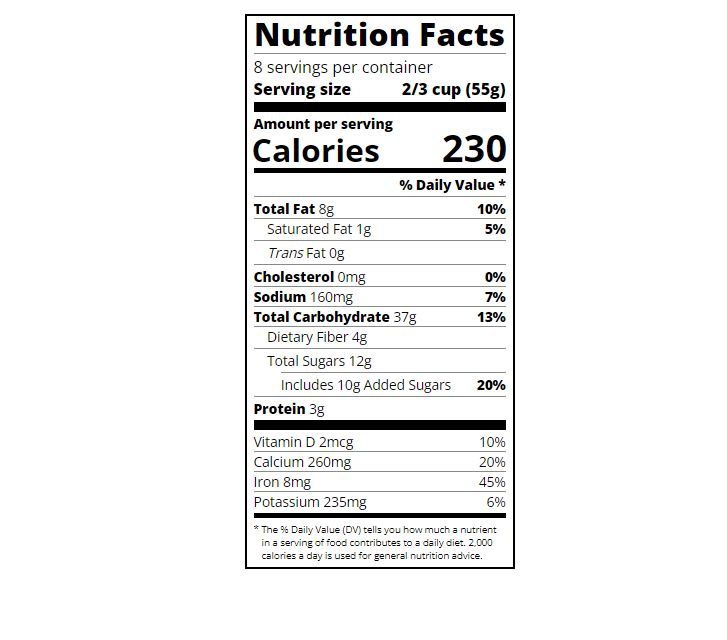 Nutrition Facts
8 servings per container
Serving size 2/3 cup (55g)
Amount per serving
Calories 230
% Daily Value *
Total Fat 8g 10%
Saturated Fat 1g 5%
Trans Fat 0g
Cholesterol 0mg 0%
Sodium 160mg 7%
Total Carbohydrate 37g 13%
Dietary Fiber 4g
Total Sugars 12g
Includes 10g Added Sugars 20%
Protein 3g
Vitamin D 2mcg 10%
Calcium 260mg 20%
Iron 8mg 45%
Potassium 235mg 6%
* The % Daily Value (DV) tells you how much a nutrient
in a serving of food contributes to a daily diet. 2,000
calories a day is used for general nutrition advice.